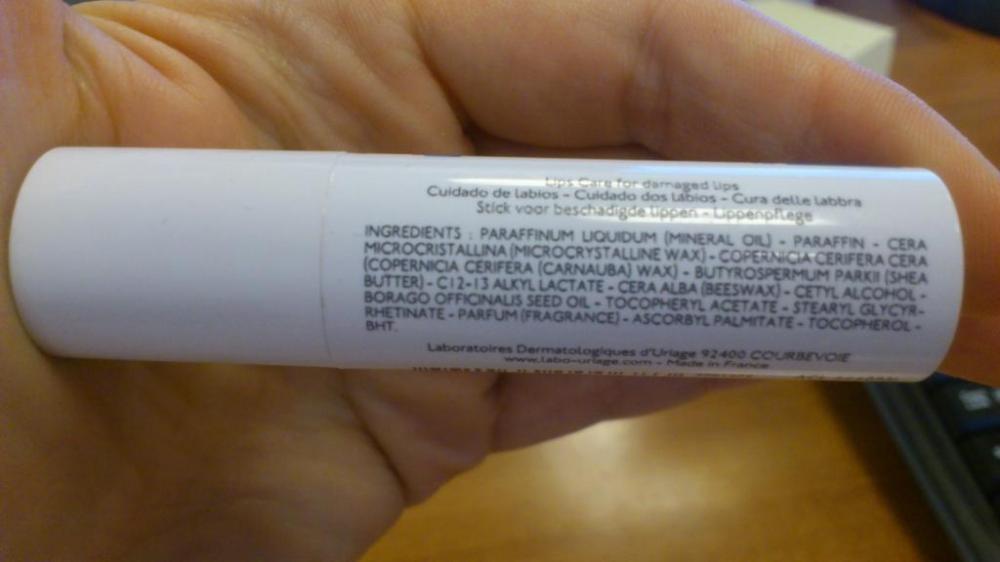 Lips Care for damaged lips
Cuidado de labios - Cuidado dos lábios - Cura delle labbra
Stick voor beschadigde lippen - Lippenpflege
INGREDIENTS : PARAFFINUM LIQUIDUM (MINERAL OIL) - PARAFFIN - CERA
MICROCRISTALLINA (MICROCRYSTALLINE WAX) - COPERNICIA CERIFERA CERA
(COPERNICIA CERIFERA (CARNAUBA) WAX) - BUTYROSPERMUM PARKII (SHEA
BUTTER) - C12-13 ALKYL LACTATE - CERA ALBA (BEESWAX) - CETYL ALCOHOL -
BORAGO OFFICINALIS SEED OIL - TOCOPHERYL ACETATE - STEARYL GLYCYR-
RHETINATE - PARFUM (FRAGRANCE) - ASCORBYL PALMITATE - TOCOPHEROL -
BHT.
Laboratoires Dermatologiques d'Uriage 92400 COURBEVOIE
www.labo-uriage.com - Made in France